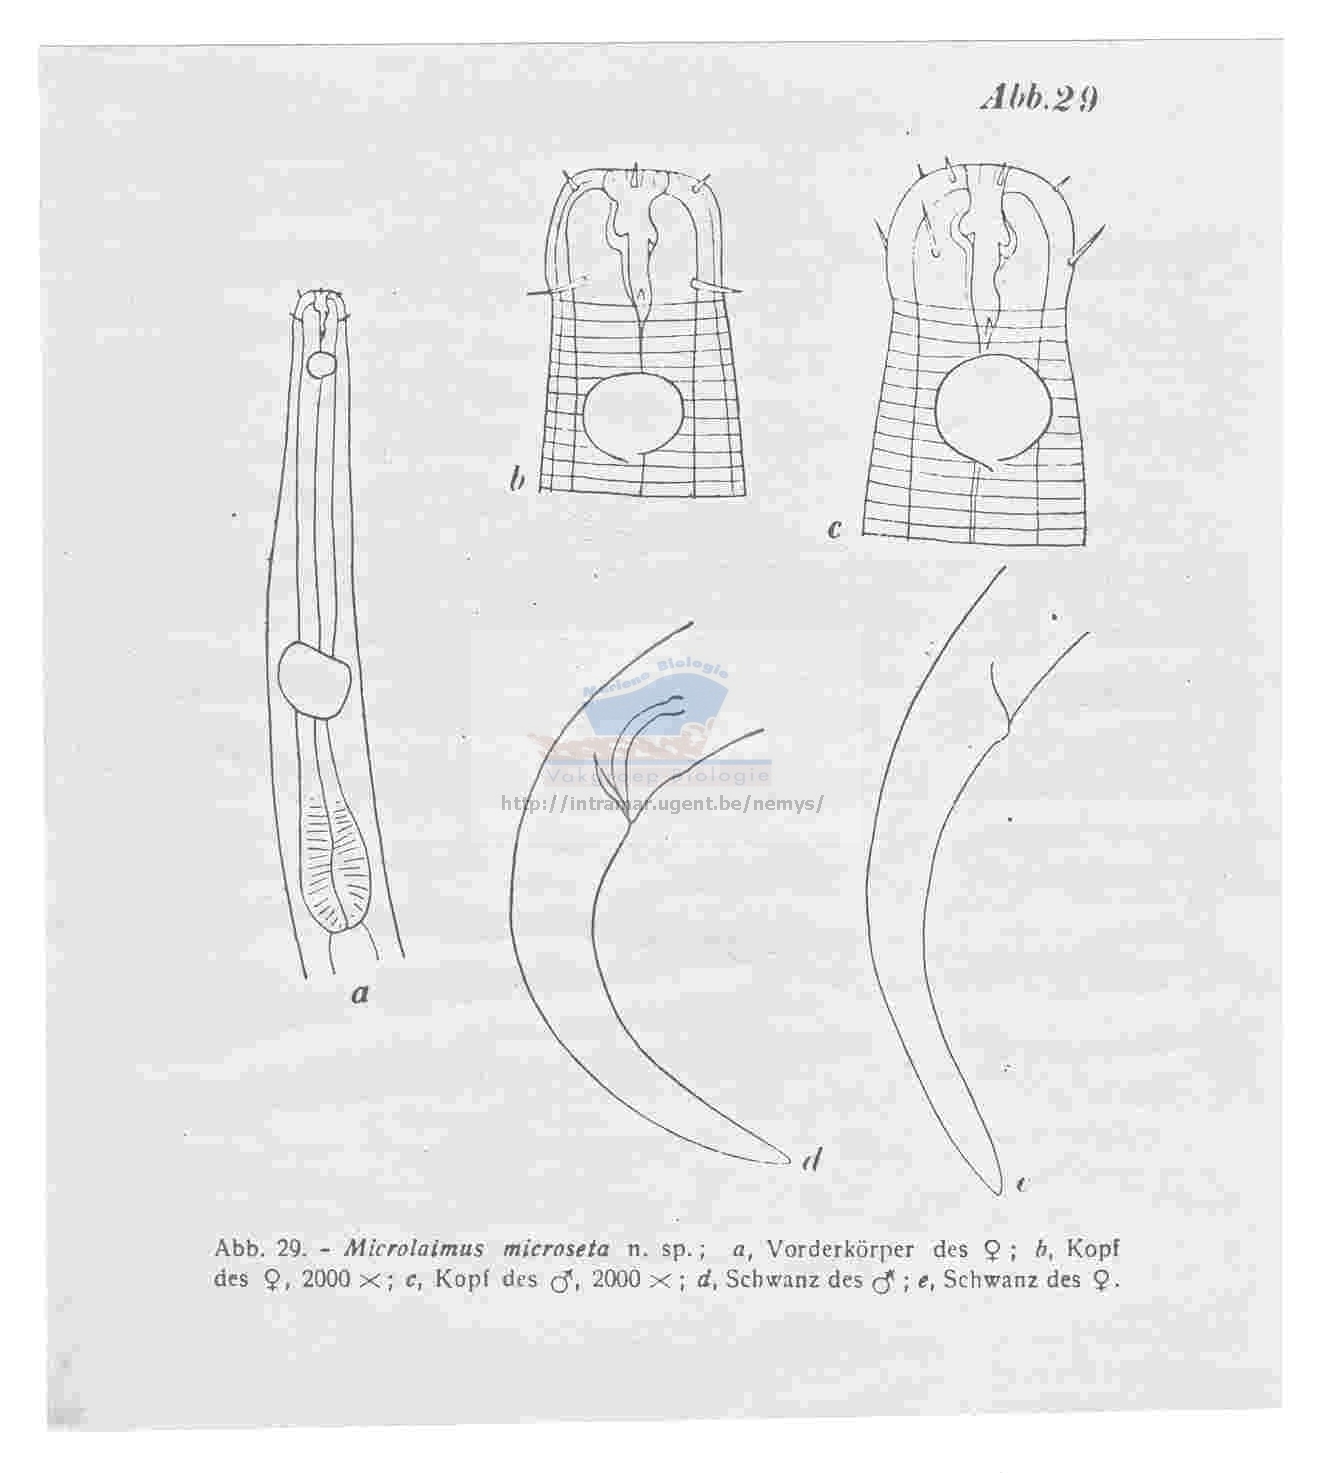 Abb. 29
b
c
Mariene Biologie
Vakgroep Biologie
http://intramar.ugent.be/nemys/
a
d
e
Abb. 29. - Microlaimus microseta n. sp.; a, Vorderkörper des ♀; b, Kopf
des ♀, 2000 ×; c, Kopf des ♂, 2000 ×; d, Schwanz des ♂; e, Schwanz des ♀.